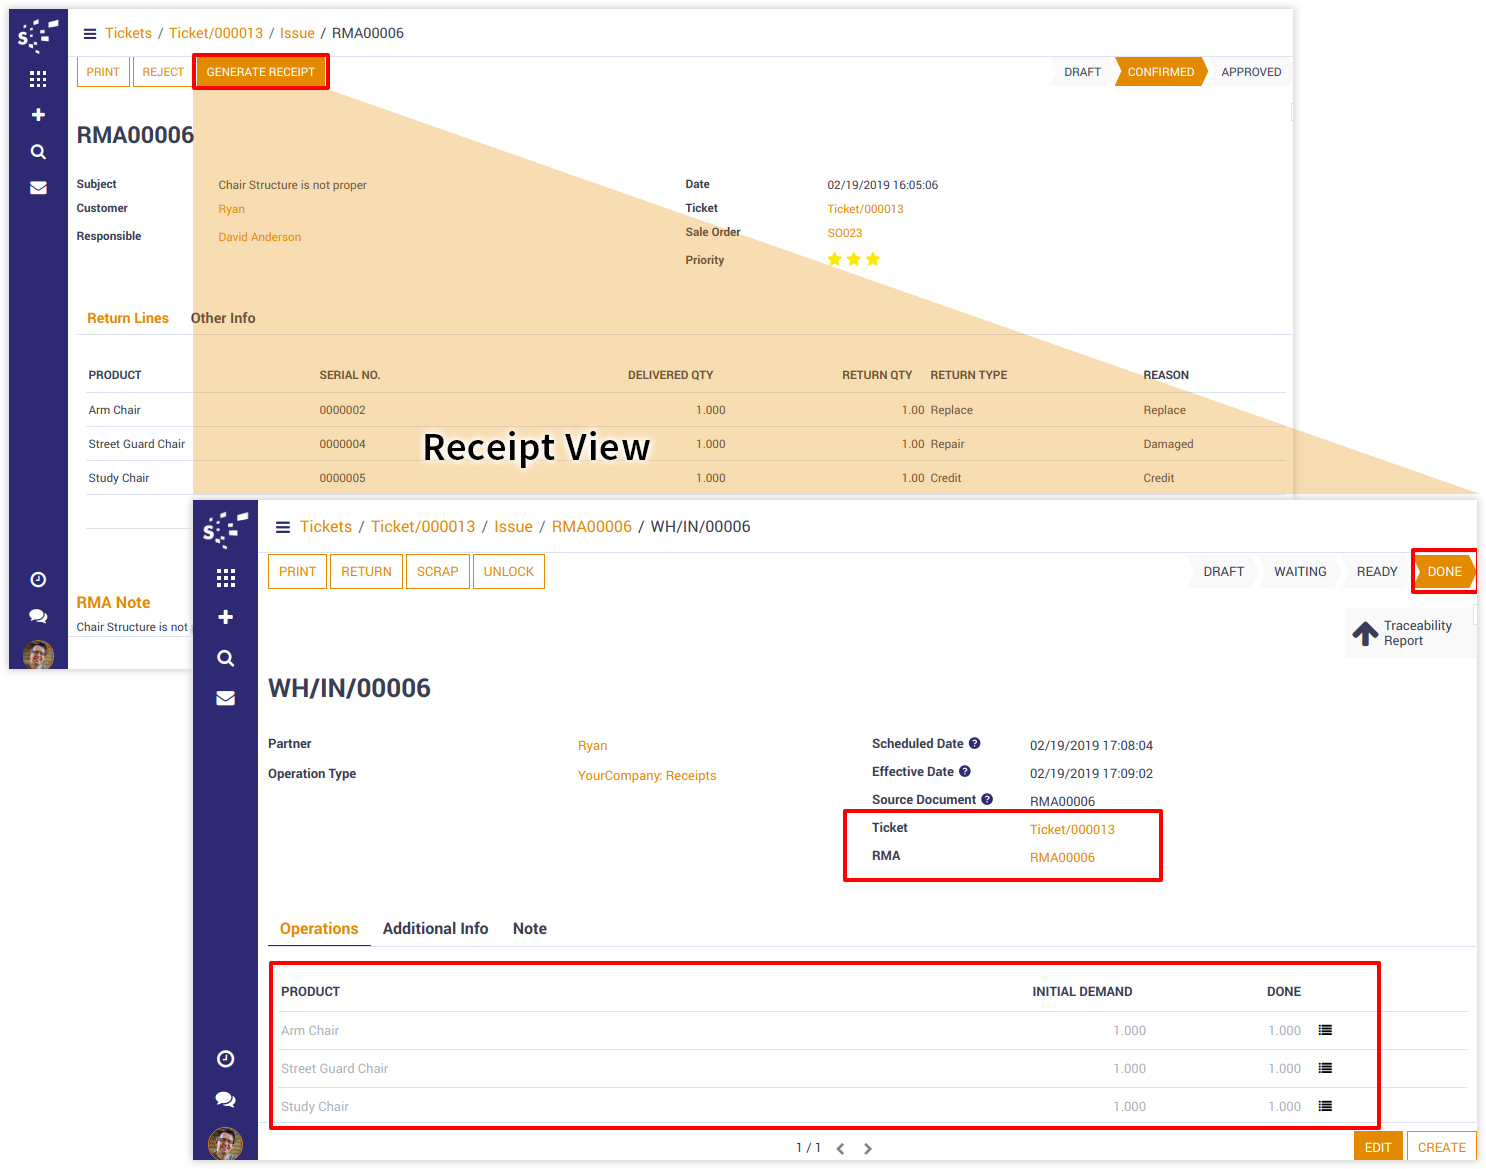 Tickets / Ticket/000013 / Issue / RMA00006
PRINT REJECT GENERATE RECEIPT DRAFT CONFIRMED APPROVED
RMA00006
Subject Chair Structure is not proper Date 02/19/2019 16:05:06
Customer Ryan Ticket Ticket/000013
Responsible David Anderson Sale Order SO023
Priority
Return Lines Other Info
PRODUCT SERIAL NO. DELIVERED QTY RETURN QTY RETURN TYPE REASON
Arm Chair 0000002 1.000 1.00 Replace Replace
Street Guard Chair 0000004 1.000 1.00 Repair Damaged
Receipt View
Study Chair 0000005 1.000 1.00 Credit Credit
RMA Note
Chair Structure is not
S
Tickets / Ticket/000013 / Issue / RMA00006 / WH/IN/00006
PRINT RETURN SCRAP UNLOCK DRAFT WAITING READY DONE
Traceability
Report
WH/IN/00006
Partner Ryan Scheduled Date ? 02/19/2019 17:08:04
Operation Type YourCompany: Receipts Effective Date ? 02/19/2019 17:09:02
Source Document ? RMA00006
Ticket Ticket/000013
RMA RMA00006
Operations Additional Info Note
PRODUCT INITIAL DEMAND DONE
Arm Chair 1.000 1.000
Street Guard Chair 1.000 1.000
Study Chair 1.000 1.000
1 / 1
EDIT CREATE